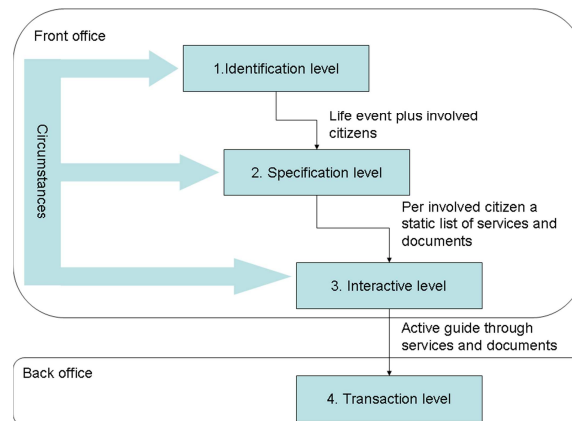 Front office
1.Identification level
Life event plus involved
citizens
Circumstances
2. Specification level
Per involved citizen a
static list of services and
documents
3. Interactive level
Active guide through
services and documents
Back office
4. Transaction level